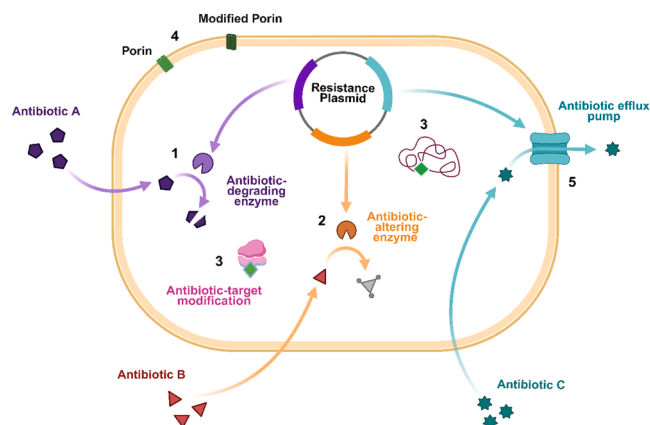 Modified Porin
4
Porin
Resistance
Plasmid
Antibiotic A
Antibiotic efflux
pump
3
1
5
Antibiotic-
degrading
enzyme
2
Antibiotic-
altering
enzyme
3
Antibiotic-target
modification
Antibiotic B
Antibiotic C